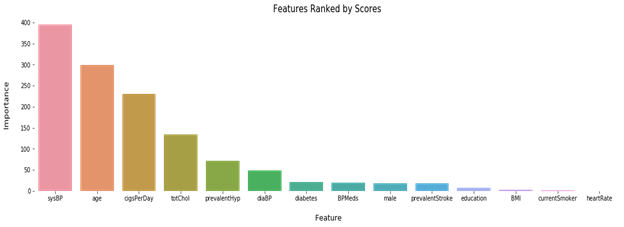 Features Ranked by Scores
400
350
300
250
200
150
100
50
0
Importance
sysBP age cigsPerDay totChol prevalentHyp diaBP diabetes BPMeds male prevalentStroke education BMI currentSmoker heartRate
Feature